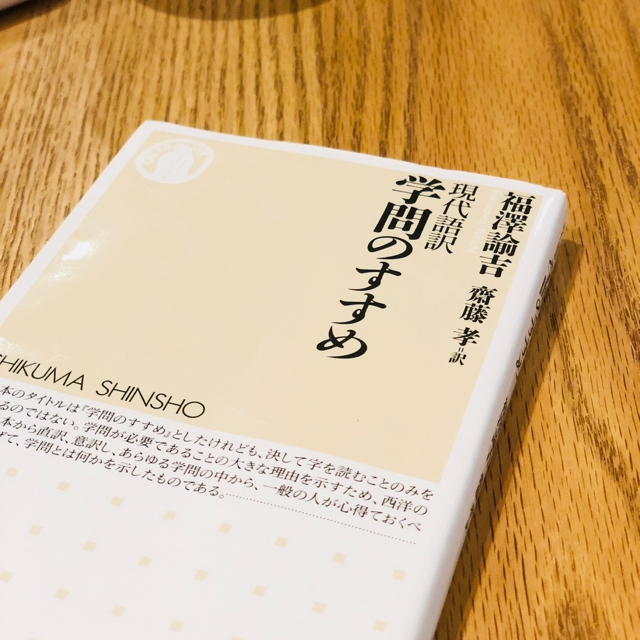 福澤諭吉
齋藤孝=訳
現代語訳
学問のすすめ
HIKUMA SHINSHO
本のタイトルは『学問のすすめ』としたけれども、決して字を読むことのみを
るのではない。学問が必要であることの大きな理由を示すため、西洋の
本から直訳、意訳し、あらゆる学問の中から、一般の人が心得ておくべ
げて、学問とは何かを示したものである。